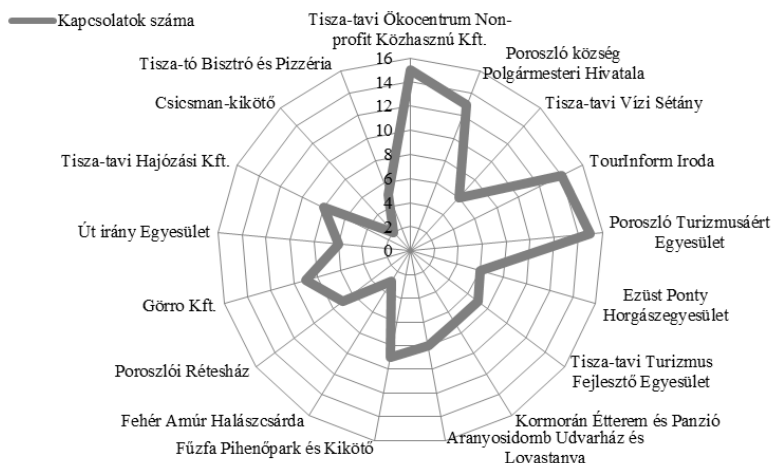 Kapcsolatok száma
Tisza-tavi Ökocentrum Non-
profit Közhasznú Kft.
Poroszló község
Polgármesteri Hivatala
Tisza-tavi Vízi Sétány
TourInform Iroda
Poroszló Turizmusáért
Egyesület
Ezüst Ponty
Horgászegyesület
Tisza-tavi Turizmus
Fejlesztő Egyesület
Kormorán Étterem és Panzió
Aranyosidomb Udvarház és
Lovastanya
Fűzfa Pihenőpark és Kikötő
Fehér Amúr Halászcsárda
Poroszlói Rétesház
Görro Kft.
Út irány Egyesület
Tisza-tavi Hajózási Kft.
Csicsman-kikötő
Tisza-tó Bisztró és Pizzéria
16
14
12
10
8
6
4
2
0